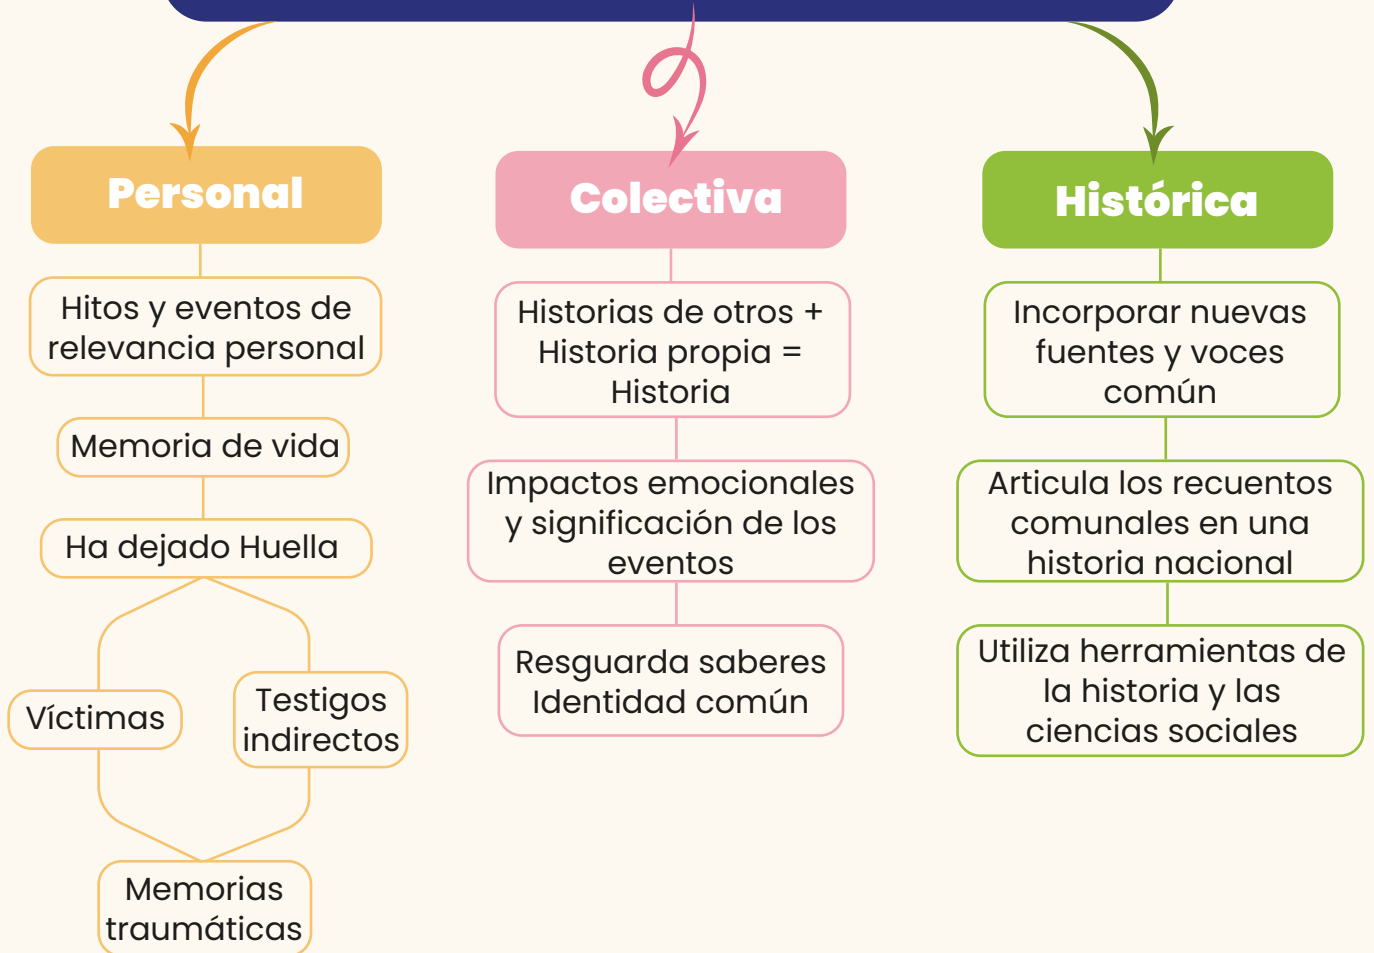 Personal
Hitos y eventos de
relevancia personal
Memoria de vida
Ha dejado Huella
Víctimas
Testigos
indirectos
Memorias
traumáticas
Colectiva
Historias de otros +
Historia propia =
Historia
Impactos emocionales
y significación de los
eventos
Resguarda saberes
Identidad común
Histórica
Incorporar nuevas
fuentes y voces
común
Articula los recuentos
comunales en una
historia nacional
Utiliza herramientas de
la historia y las
ciencias sociales